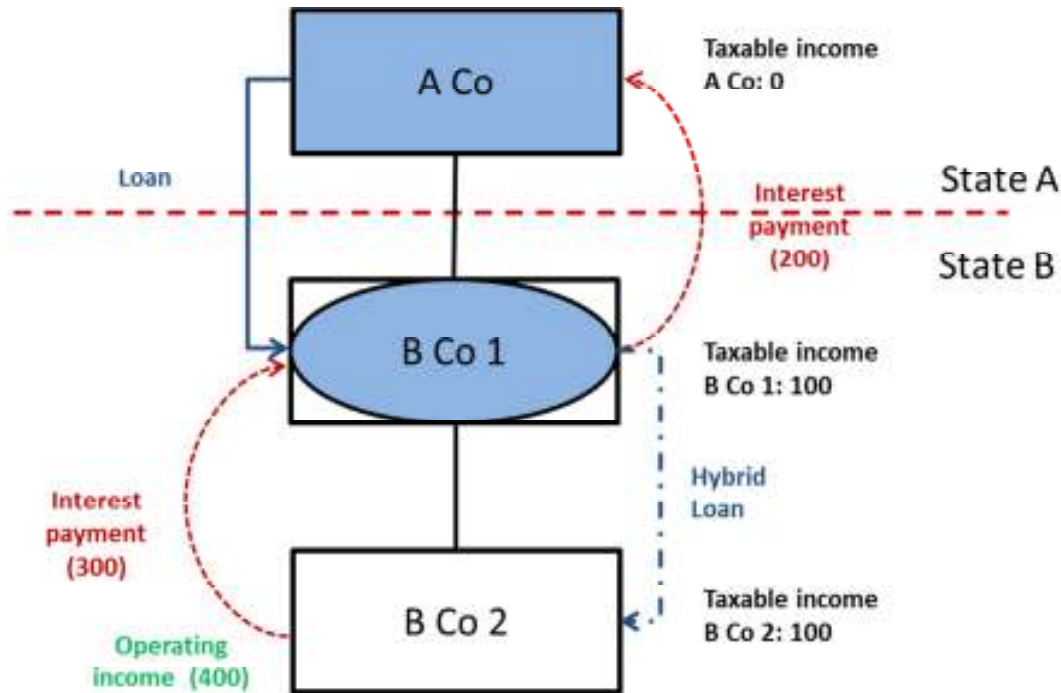 A Co
Taxable income
A Co: 0
Loan
State A
Interest
payment
(200)
State B
B Co 1
Taxable income
B Co 1: 100
Hybrid
Loan
Interest
payment
(300)
B Co 2
Taxable income
B Co 2: 100
Operating
income (400)